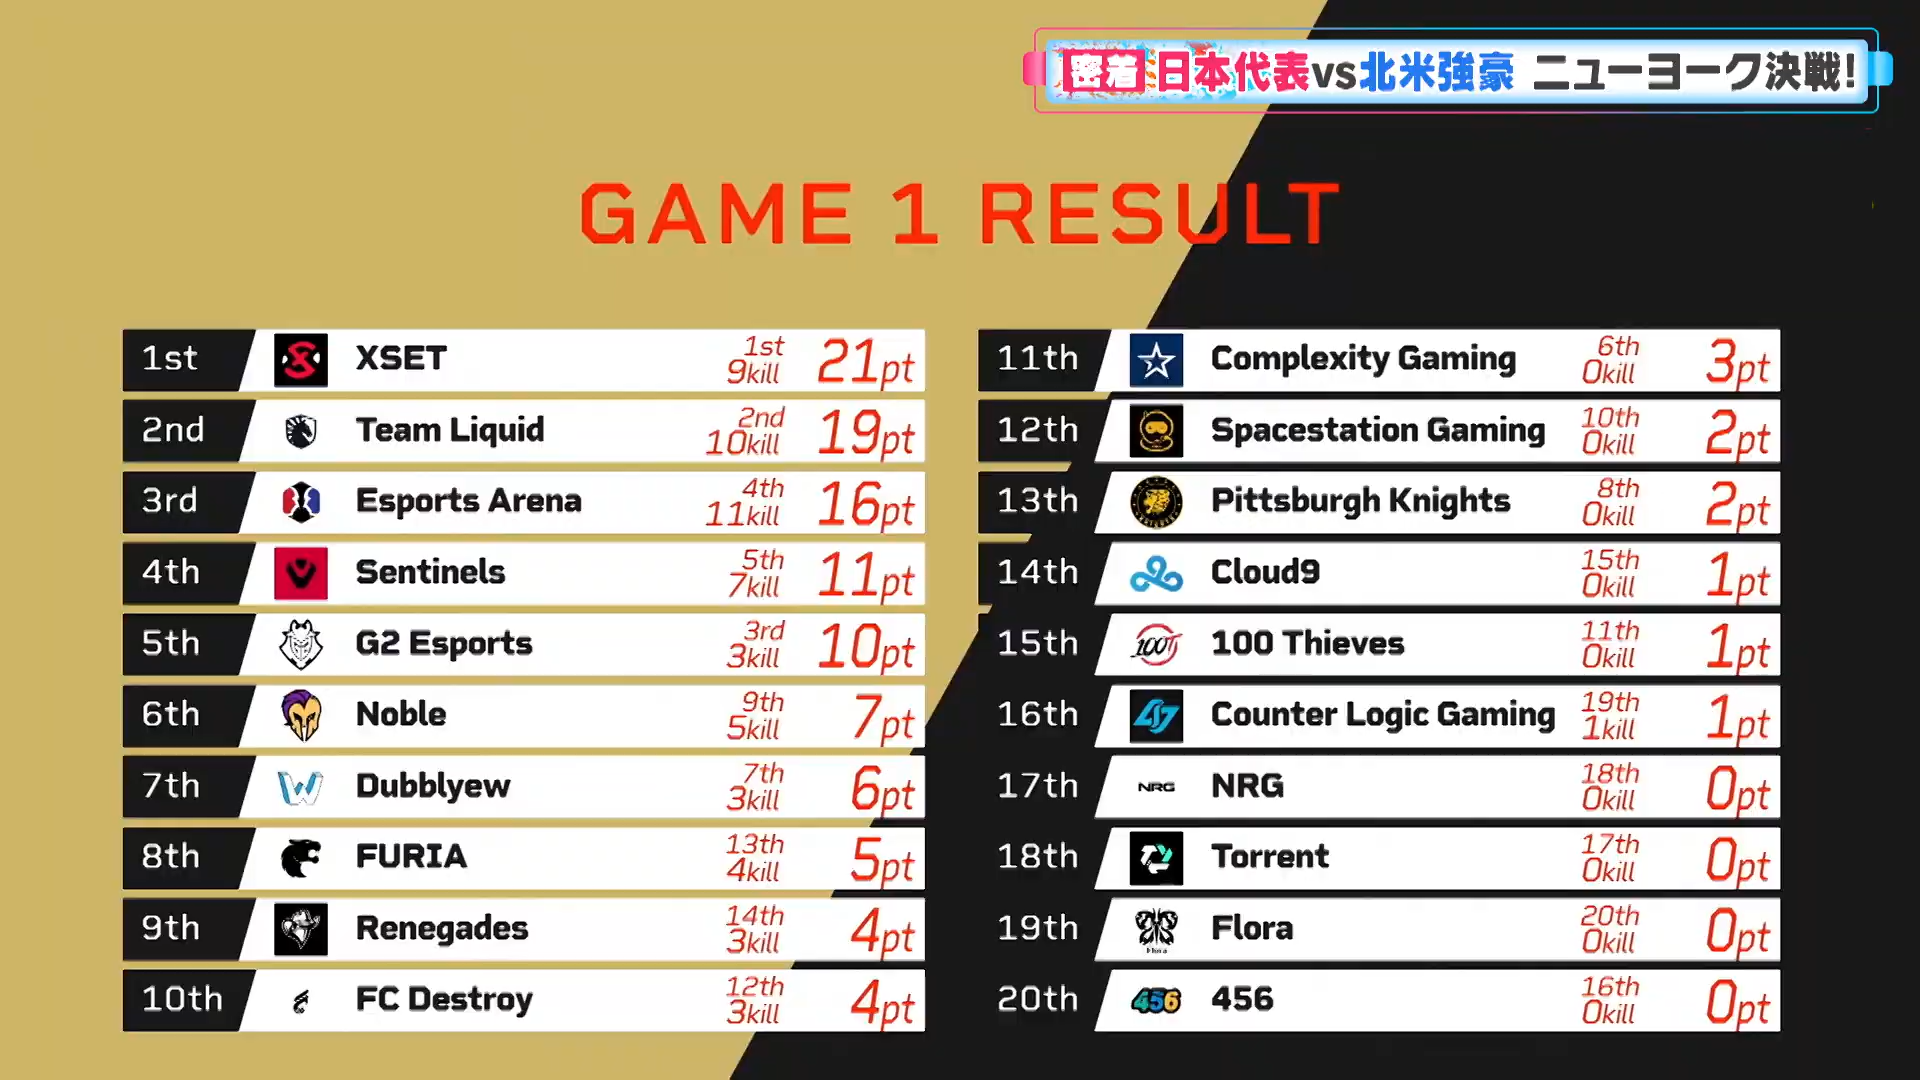 密着 日本代表vs北米強豪 ニューヨーク決戦!
GAME 1 RESULT
1st XSET 1st 9kill 21pt
2nd Team Liquid 2nd 10kill 19pt
3rd Esports Arena 4th 11kill 16pt
4th Sentinels 5th 7kill 11pt
5th G2 Esports 3rd 3kill 10pt
6th Noble 9th 5kill 7pt
7th Dubblyew 7th 3kill 6pt
8th FURIA 13th 4kill 5pt
9th Renegades 14th 3kill 4pt
10th FC Destroy 12th 3kill 4pt
11th Complexity Gaming 6th 0kill 3pt
12th Spacestation Gaming 10th 0kill 2pt
13th Pittsburgh Knights 8th 0kill 2pt
14th Cloud9 15th 0kill 1pt
15th 100T 100 Thieves 11th 0kill 1pt
16th Counter Logic Gaming 19th 1kill 1pt
17th NRG NRG 18th 0kill 0pt
18th Torrent 17th 0kill 0pt
19th Flora Flora 20th 0kill 0pt
20th 456 456 16th 0kill 0pt